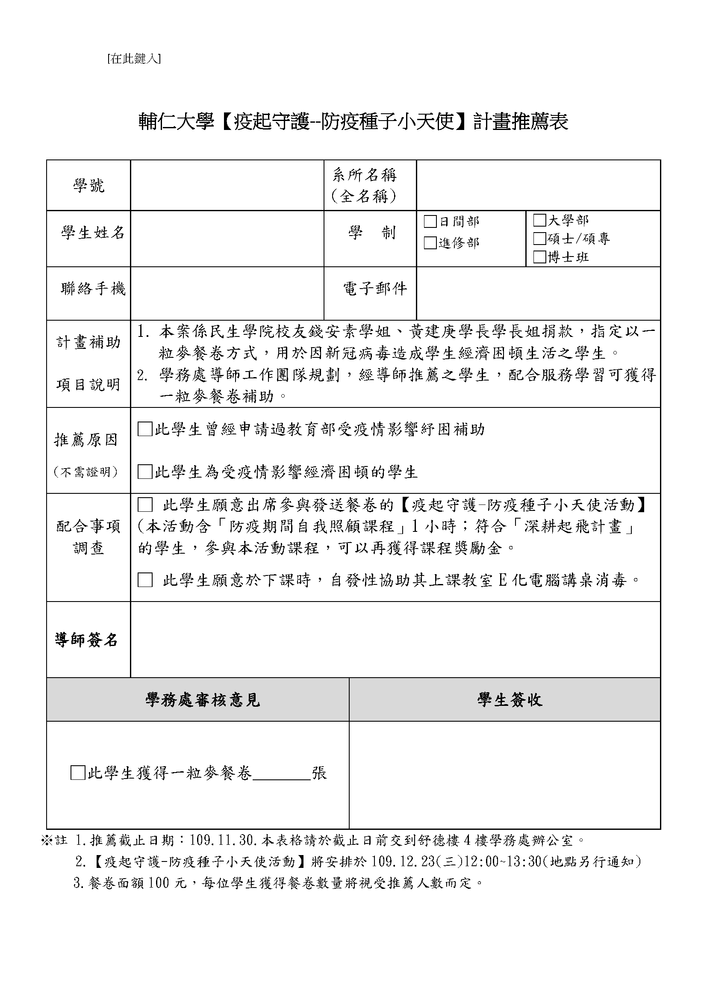 [在此鍵入]
輔仁大學【疫起守護--防疫種子小天使】計畫推薦表
學號
系所名稱
(全名稱)
學生姓名
學 制
□日間部
□進修部
□大學部
□碩士/碩專
□博士班
聯絡手機
電子郵件
計畫補助
項目說明
1. 本案係民生學院校友錢安素學姐、黃建庚學長學長姐捐款，指定以一
粒麥餐卷方式，用於因新冠病毒造成學生經濟困頓生活之學生。
2. 學務處導師工作團隊規劃，經導師推薦之學生，配合服務學習可獲得
一粒麥餐卷補助。
推薦原因
(不需證明)
□此學生曾經申請過教育部受疫情影響紓困補助
□此學生為受疫情影響經濟困頓的學生
配合事項
調查
□ 此學生願意出席參與發送餐卷的【疫起守護-防疫種子小天使活動】
(本活動含「防疫期間自我照顧課程」1 小時；符合「深耕起飛計畫」
的學生，參與本活動課程，可以再獲得課程獎勵金。
□ 此學生願意於下課時，自發性協助其上課教室 E 化電腦講桌消毒。
導師簽名
學務處審核意見
學生簽收
□此學生獲得一粒麥餐卷_______張
※註 1.推薦截止日期：109.11.30.本表格請於截止日前交到舒德樓 4 樓學務處辦公室。
2.【疫起守護-防疫種子小天使活動】將安排於 109.12.23(三)12:00~13:30(地點另行通知)
3.餐卷面額 100 元，每位學生獲得餐卷數量將視受推薦人數而定。